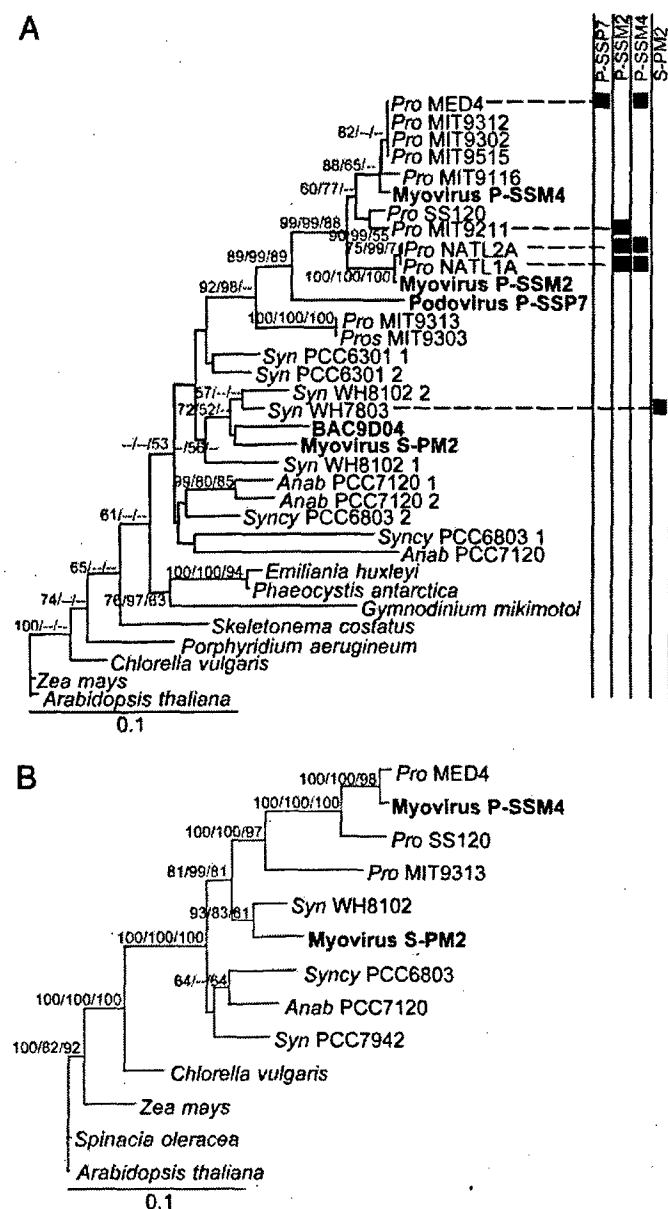 A
P-SSP7
P-SSM2
P-SSM4
S-PM2
Pro MED4
82/--/--
Pro MIT9312
Pro MIT9302
Pro MIT9515
88/65/--
Pro MIT9116
60/77/--
Myovirus P-SSM4
Pro SS120
99/99/88
Pro MIT9211
90/99/55
75/99/7
Pro NATL2A
89/99/89
Pro NATL1A
100/100/100
Myovirus P-SSM2
92/98/--
Podovirus P-SSP7
100/100/100
Pro MIT9313
Pros MIT9303
Syn PCC6301 1
Syn PCC6301 2
57/--/--
Syn WH8102 2
72/52/--
Syn WH7803
BAC9D04
--/--/53
--/56/--
Myovirus S-PM2
Syn WH8102 1
99/80/85
Anab PCC7120 1
Anab PCC7120 2
61/--/--
Syncy PCC6803 2
Syncy PCC6803 1
Anab PCC7120
65/--/--
100/100/94
Emiliania huxleyi
Phaeocystis antarctica
74/--/--
76/97/83
Gymnodinium mikimotol
Skeletonema costatus
100/--/--
Porphyridium aerugineum
Chlorella vulgaris
Zea mays
Arabidopsis thaliana
0.1
B
100/100/98
Pro MED4
100/100/100
Myovirus P-SSM4
100/100/97
Pro SS120
81/99/81
Pro MIT9313
93/83/81
Syn WH8102
100/100/100
Myovirus S-PM2
64/--/64
Syncy PCC6803
100/100/100
Anab PCC7120
100/82/92
Syn PCC7942
Chlorella vulgaris
Zea mays
Spinacia oleracea
Arabidopsis thaliana
0.1